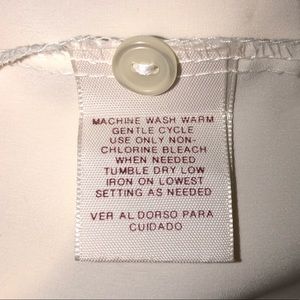 MACHINE WASH WARM
GENTLE CYCLE
USE ONLY NON-
CHLORINE BLEACH
WHEN NEEDED
TUMBLE DRY LOW
IRON ON LOWEST
SETTING AS NEEDED
VER AL DORSO PARA
CUIDADO